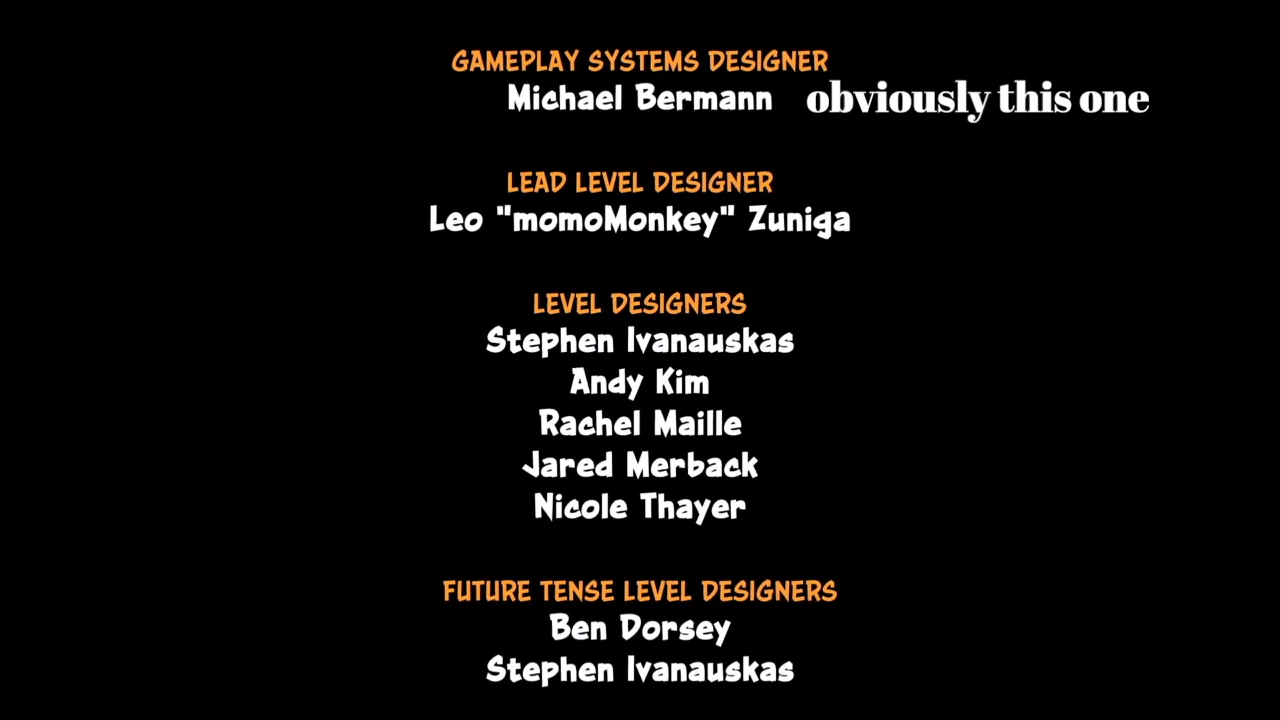 GAMEPLAY SYSTEMS DESIGNER
Michael Bermann obviously this one
LEAD LEVEL DESIGNER
Leo "momoMonkey" Zuniga
LEVEL DESIGNERS
Stephen Ivanauskas
Andy Kim
Rachel Maille
Jared Merback
Nicole Thayer
FUTURE TENSE LEVEL DESIGNERS
Ben Dorsey
Stephen Ivanauskas